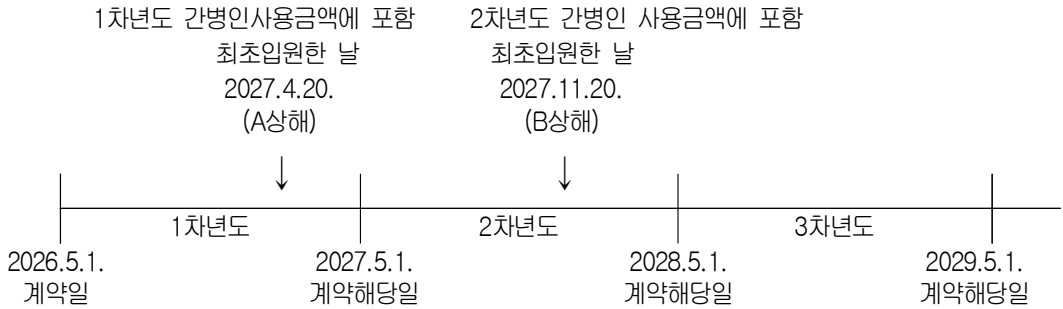 1차년도 간병인사용금액에 포함
최초입원한 날
2027.4.20.
(A상해)
2차년도 간병인 사용금액에 포함
최초입원한 날
2027.11.20.
(B상해)
1차년도
2차년도
3차년도
2026.5.1.
계약일
2027.5.1.
계약해당일
2028.5.1.
계약해당일
2029.5.1.
계약해당일